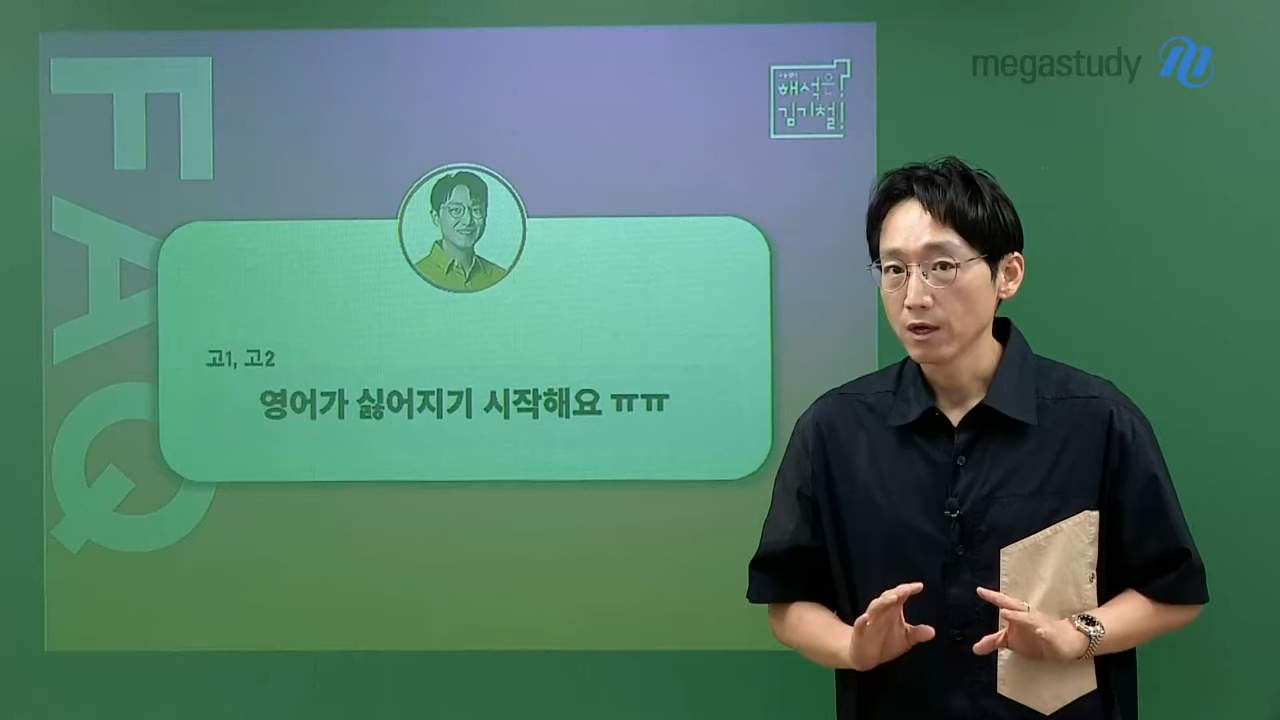 FAQ
해석은!
김기철!
megastudy
고1, 고2
영어가 싫어지기 시작해요 ㅠㅠ